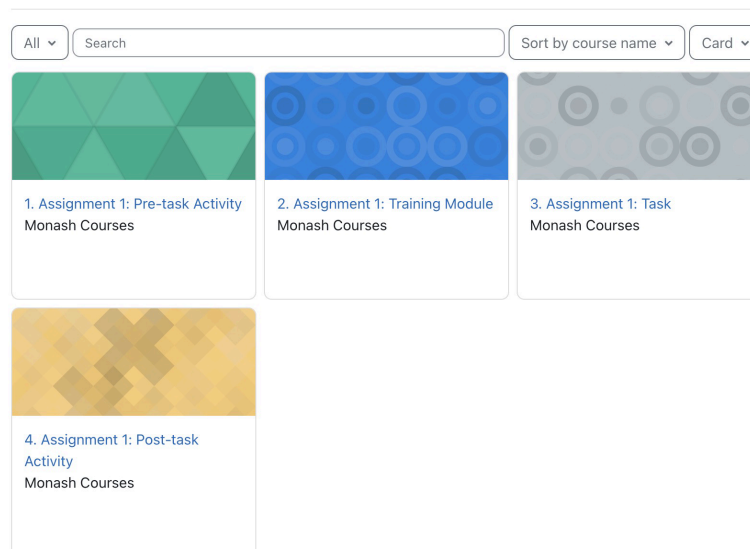 All
Search
Sort by course name
Card
1. Assignment 1: Pre-task Activity
Monash Courses
2. Assignment 1: Training Module
Monash Courses
3. Assignment 1: Task
Monash Courses
4. Assignment 1: Post-task
Activity
Monash Courses